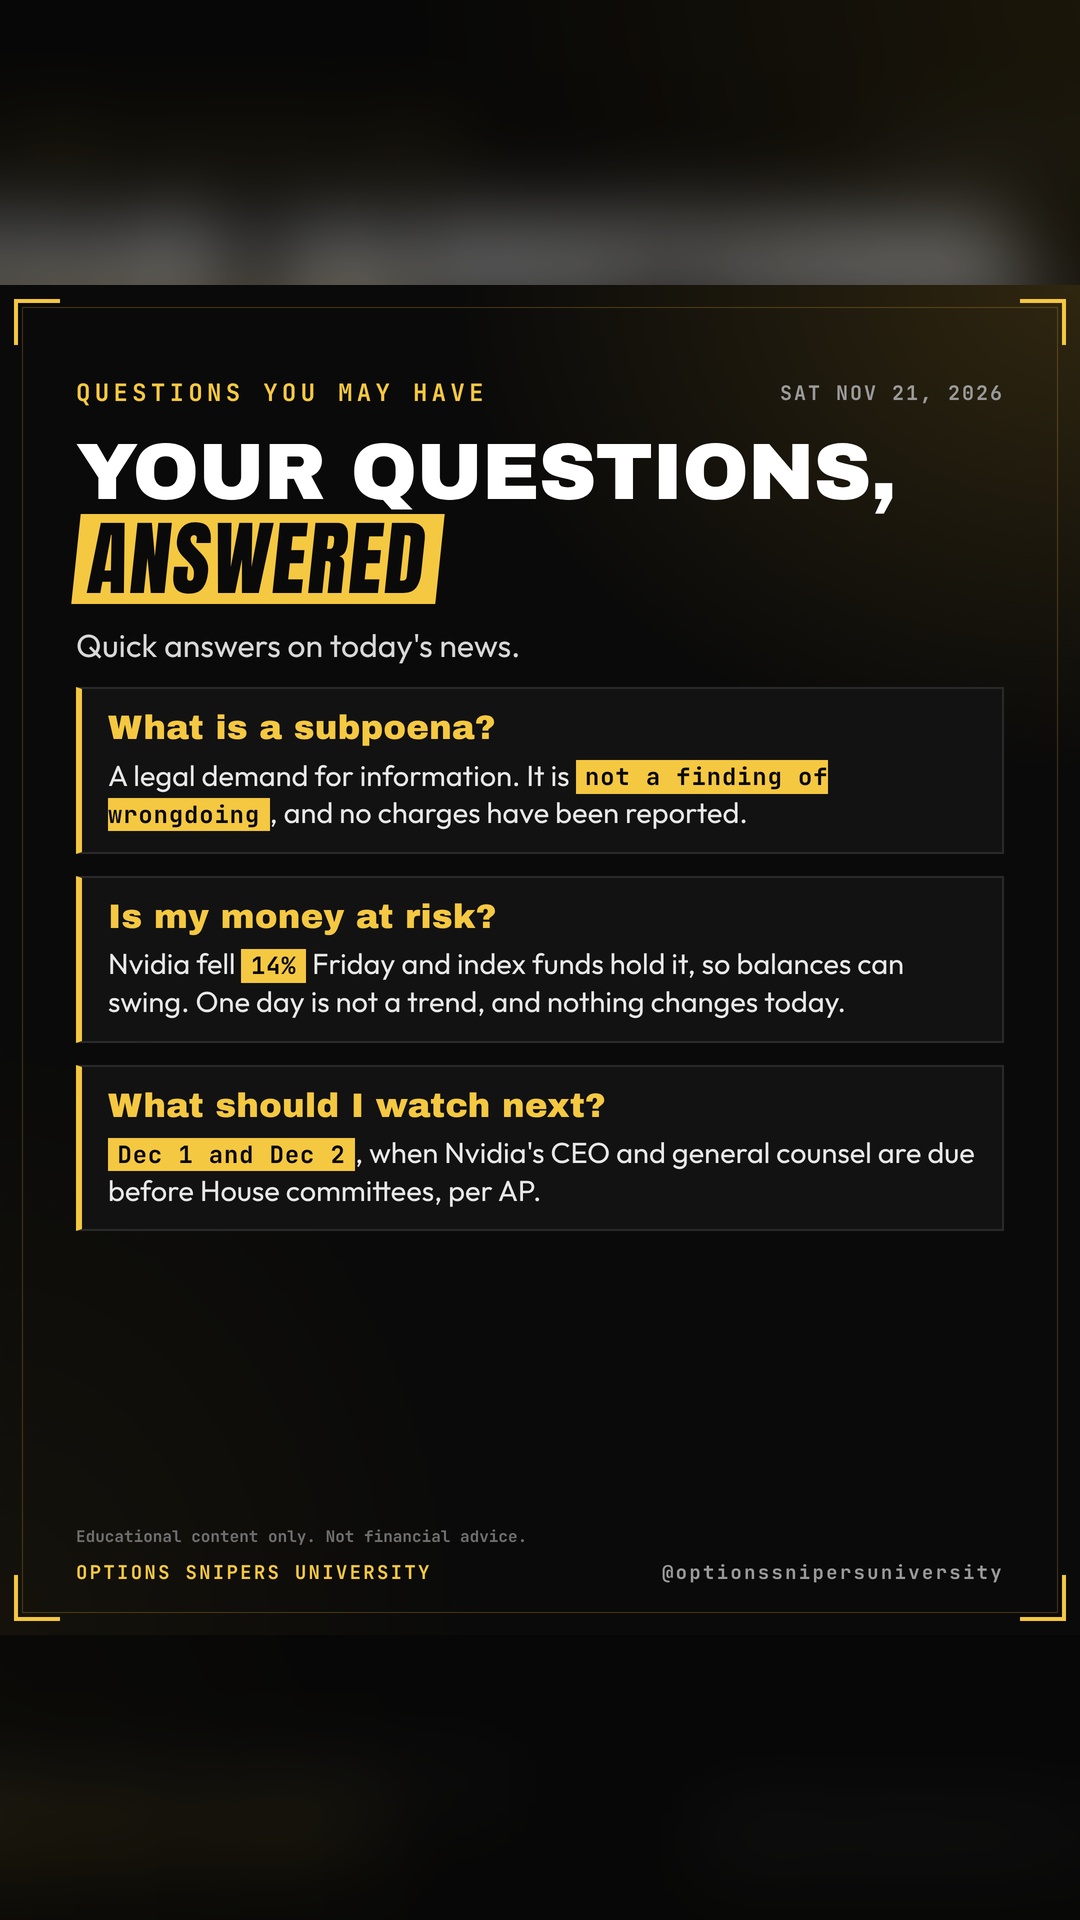 QUESTIONS YOU MAY HAVE
SAT NOV 21, 2026
YOUR QUESTIONS,
ANSWERED
Quick answers on today's news.
What is a subpoena?
A legal demand for information. It is not a finding of
wrongdoing, and no charges have been reported.
Is my money at risk?
Nvidia fell 14% Friday and index funds hold it, so balances can
swing. One day is not a trend, and nothing changes today.
What should I watch next?
Dec 1 and Dec 2, when Nvidia's CEO and general counsel are due
before House committees, per AP.
Educational content only. Not financial advice.
OPTIONS SNIPERS UNIVERSITY
@optionssnipersuniversity